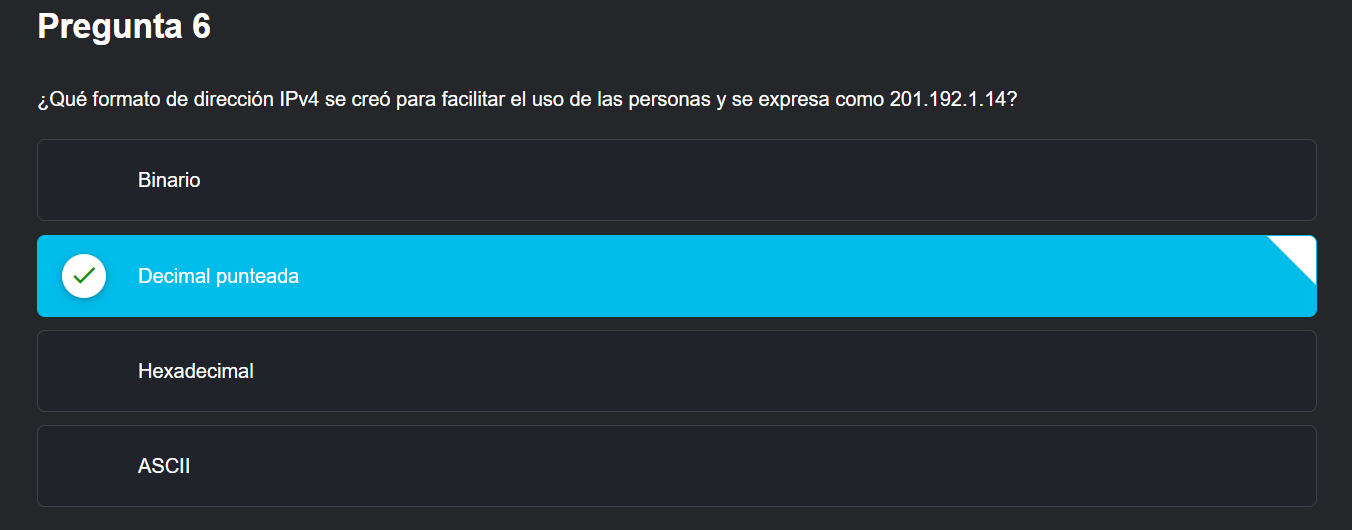 Pregunta 6
¿Qué formato de dirección IPv4 se creó para facilitar el uso de las personas y se expresa como 201.192.1.14?
Binario
Decimal punteada
Hexadecimal
ASCII